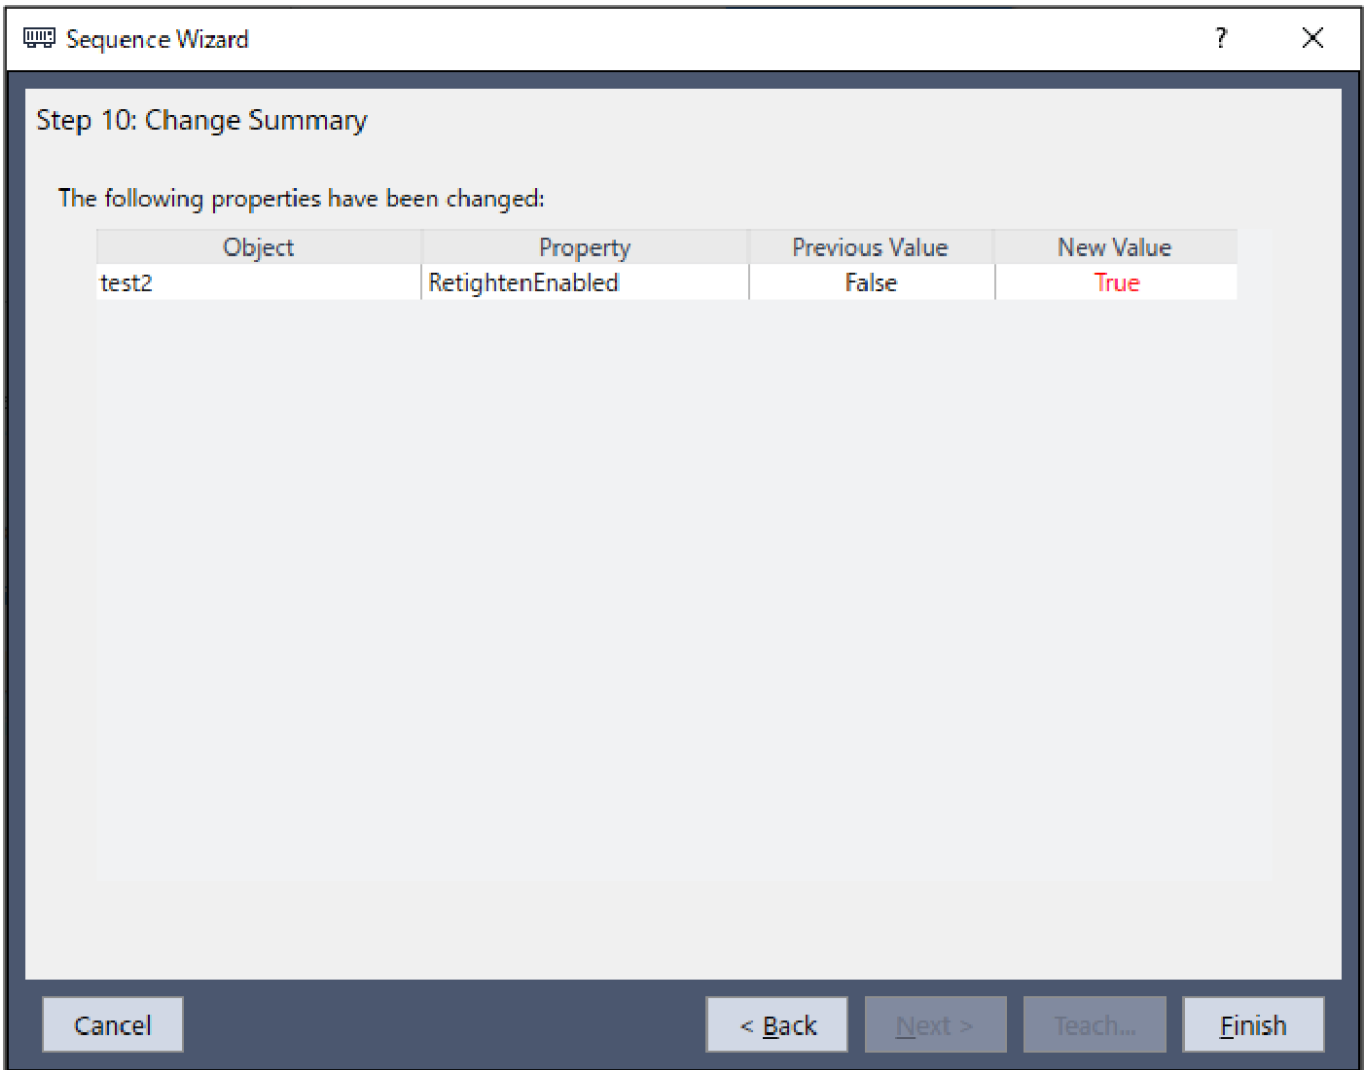 Sequence Wizard ?
Step 10: Change Summary
The following properties have been changed:
Object Property Previous Value New Value
test2 RetightenEnabled False True
Cancel < Back Next > Teach... Finish